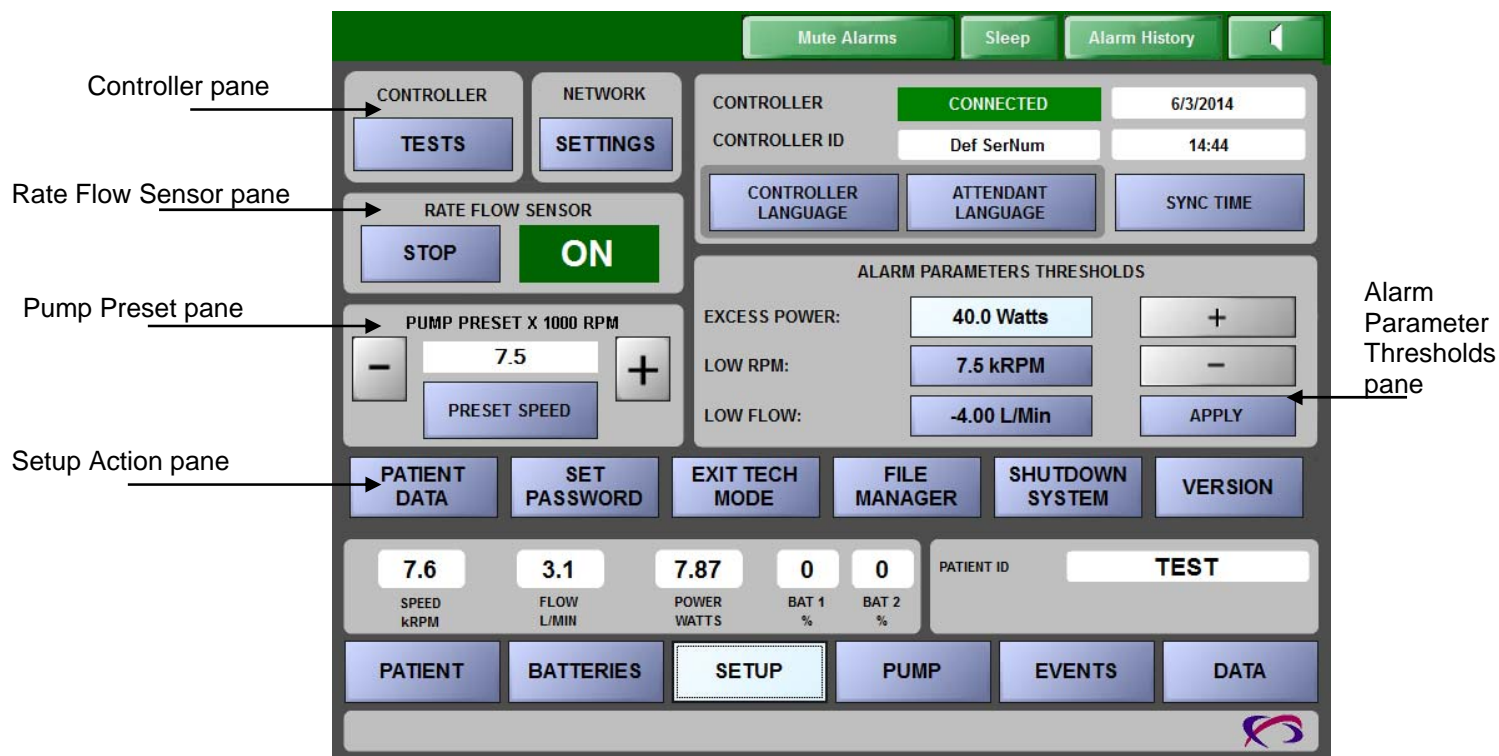 Mute Alarms
Sleep
Alarm History
Controller pane
CONTROLLER
TESTS
NETWORK
SETTINGS
CONTROLLER
CONNECTED
6/3/2014
CONTROLLER ID
Def SerNum
14:44
CONTROLLER
LANGUAGE
ATTENDANT
LANGUAGE
SYNC TIME
Rate Flow Sensor pane
RATE FLOW SENSOR
STOP
ON
Pump Preset pane
PUMP PRESET X 1000 RPM
-
7.5
+
PRESET SPEED
ALARM PARAMETERS THRESHOLDS
EXCESS POWER:
40.0 Watts
+
LOW RPM:
7.5 kRPM
-
LOW FLOW:
-4.00 L/Min
APPLY
Alarm
Parameter
Thresholds
pane
Setup Action pane
PATIENT
DATA
SET
PASSWORD
EXIT TECH
MODE
FILE
MANAGER
SHUTDOWN
SYSTEM
VERSION
7.6
SPEED
kRPM
3.1
FLOW
L/MIN
7.87
POWER
WATTS
0
BAT 1
%
0
BAT 2
%
PATIENT ID
TEST
PATIENT
BATTERIES
SETUP
PUMP
EVENTS
DATA